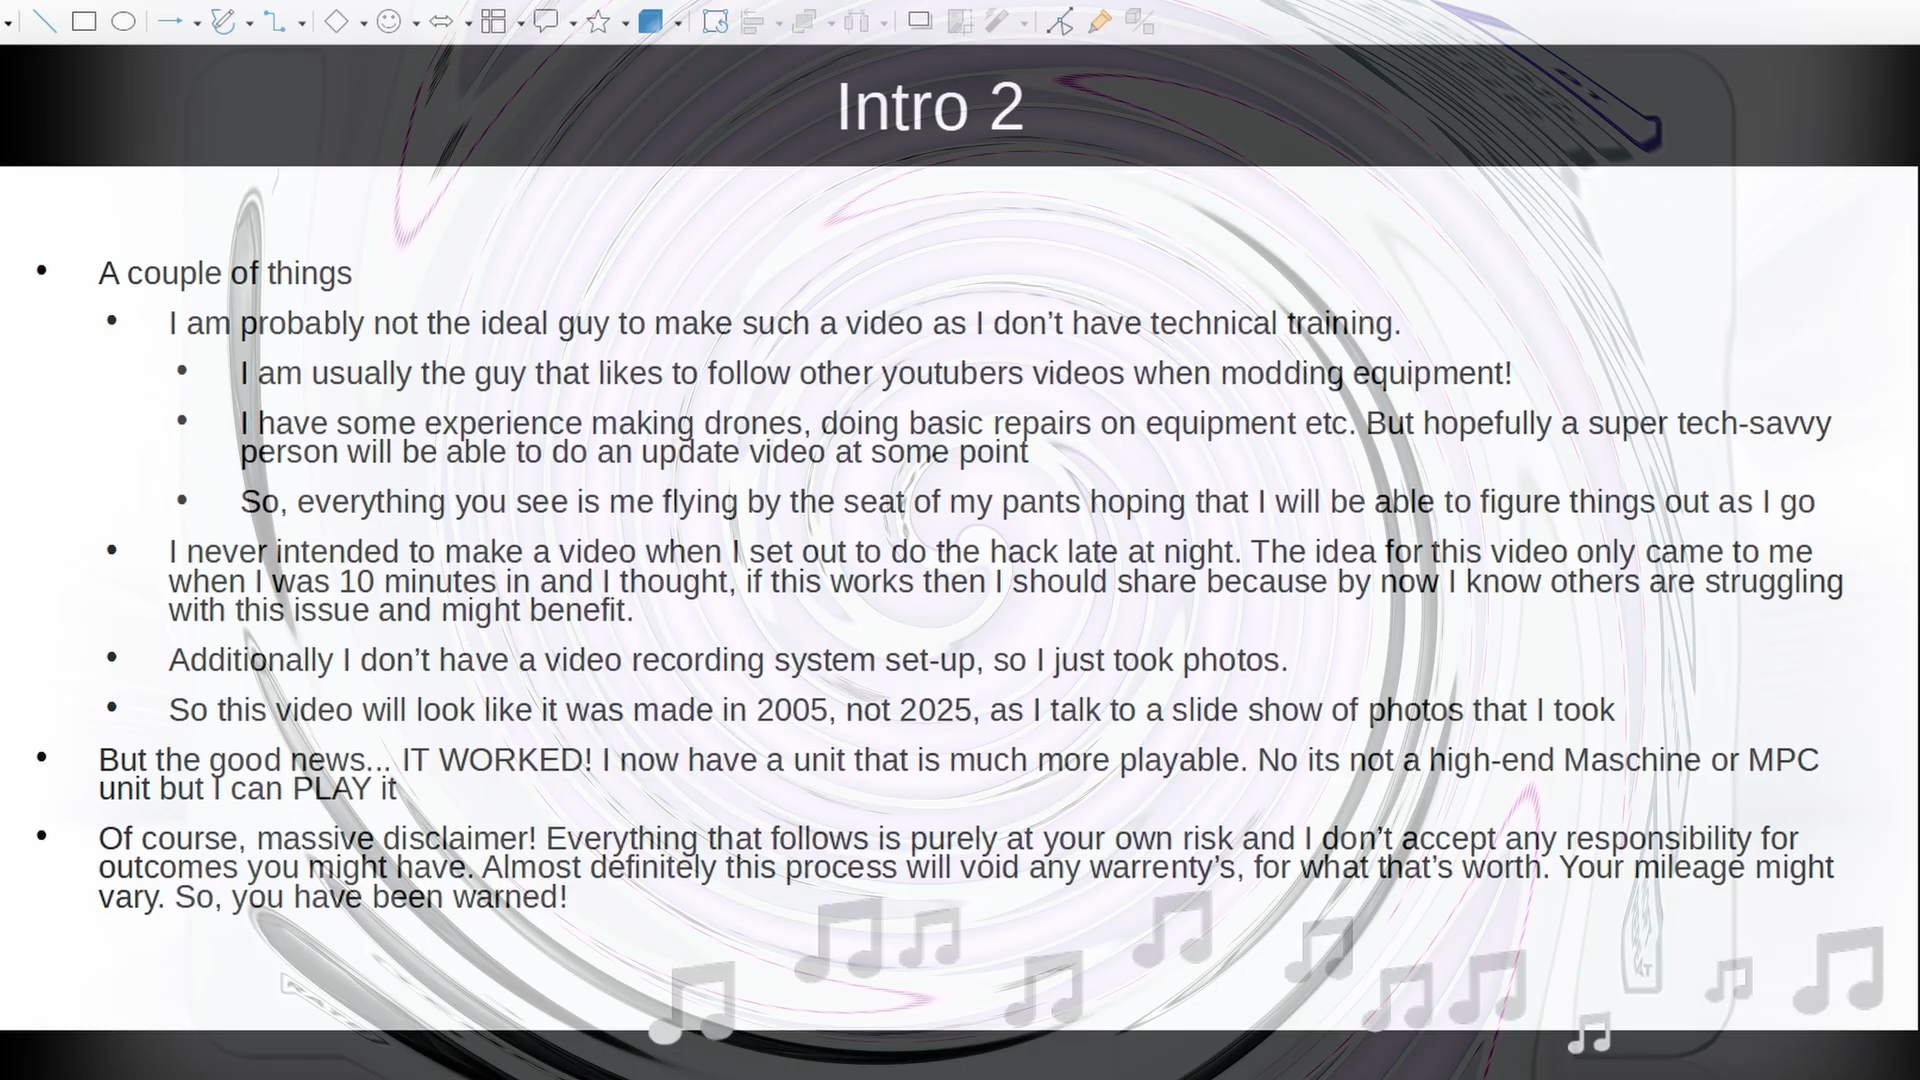 Intro 2
• A couple of things
• I am probably not the ideal guy to make such a video as I don’t have technical training.
• I am usually the guy that likes to follow other youtubers videos when modding equipment!
• I have some experience making drones, doing basic repairs on equipment etc. But hopefully a super tech-savvy
person will be able to do an update video at some point
• So, everything you see is me flying by the seat of my pants hoping that I will be able to figure things out as I go
• I never intended to make a video when I set out to do the hack late at night. The idea for this video only came to me
when I was 10 minutes in and I thought, if this works then I should share because by now I know others are struggling
with this issue and might benefit.
• Additionally I don’t have a video recording system set-up, so I just took photos.
• So this video will look like it was made in 2005, not 2025, as I talk to a slide show of photos that I took
• But the good news... IT WORKED! I now have a unit that is much more playable. No its not a high-end Maschine or MPC
unit but I can PLAY it
• Of course, massive disclaimer! Everything that follows is purely at your own risk and I don’t accept any responsibility for
outcomes you might have. Almost definitely this process will void any warrenty’s, for what that’s worth. Your mileage might
vary. So, you have been warned!